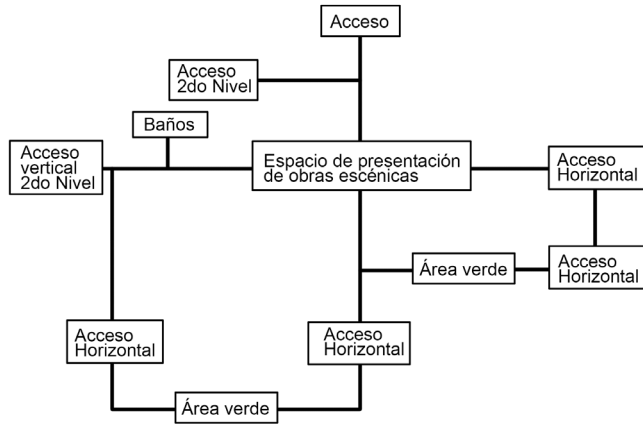 Acceso
Acceso
2do Nivel
Baños
Acceso
vertical
2do Nivel
Espacio de presentación
de obras escénicas
Acceso
Horizontal
Área verde
Acceso
Horizontal
Acceso
Horizontal
Acceso
Horizontal
Área verde